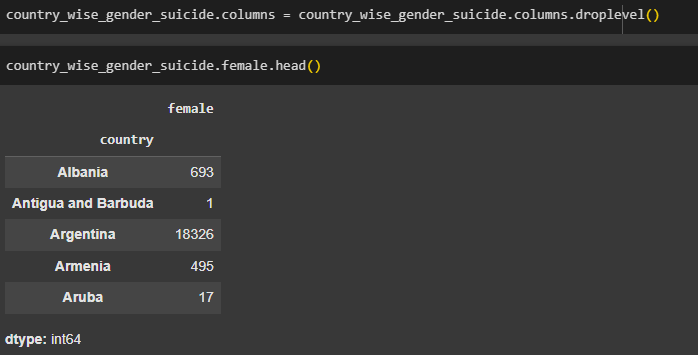 country_wise_gender_suicide.columns = country_wise_gender_suicide.columns.droplevel()
country_wise_gender_suicide.female.head()
female
country
Albania 693
Antigua and Barbuda 1
Argentina 18326
Armenia 495
Aruba 17
dtype: int64